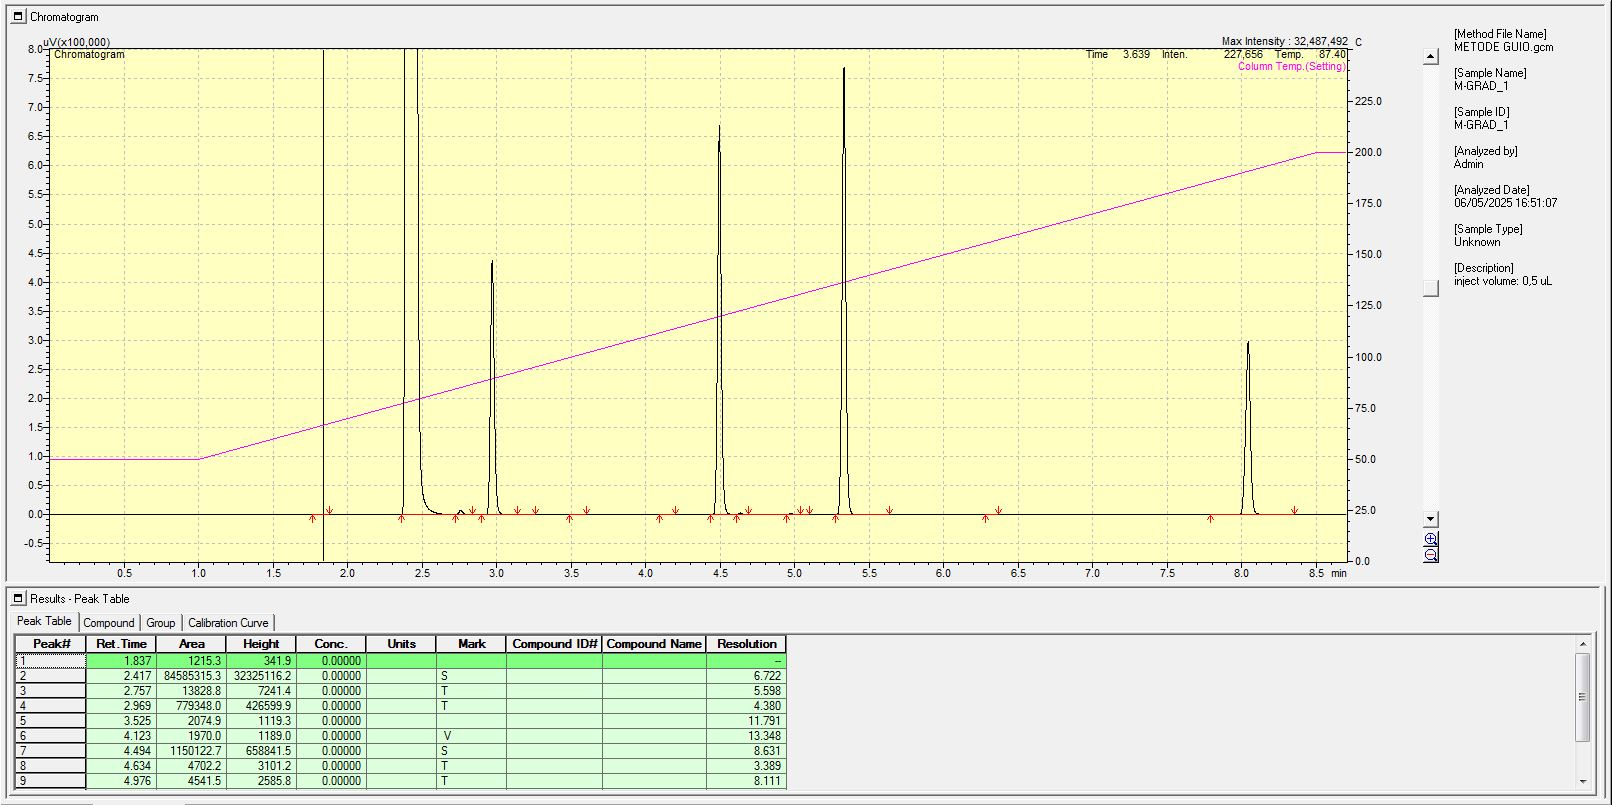 Chromatogram
uV(x100,000)
Chromatogram
Max Intensity : 32,487,492 C
Time 3.639 Inten. 227,656 Temp. 87.40
Column Temp.(Setting)
8.0
7.5
7.0
6.5
6.0
5.5
5.0
4.5
4.0
3.5
3.0
2.5
2.0
1.5
1.0
0.5
0.0
-0.5
225.0
200.0
175.0
150.0
125.0
100.0
75.0
50.0
25.0
0.0
0.5 1.0 1.5 2.0 2.5 3.0 3.5 4.0 4.5 5.0 5.5 6.0 6.5 7.0 7.5 8.0 8.5 min
[Method File Name]
METODE GUIO.gcm
[Sample Name]
M-GRAD_1
[Sample ID]
M-GRAD_1
[Analyzed by]
Admin
[Analyzed Date]
06/05/2025 16:51:07
[Sample Type]
Unknown
[Description]
inject volume: 0,5 uL
Results - Peak Table
Peak Table Compound Group Calibration Curve
Peak# Ret.Time Area Height Conc. Units Mark Compound ID# Compound Name Resolution
1 1.837 1215.3 341.9 0.00000 --
2 2.417 84585315.3 32325116.2 0.00000 S 6.722
3 2.757 13828.8 7241.4 0.00000 T 5.598
4 2.969 779348.0 426599.9 0.00000 T 4.380
5 3.525 2074.9 1119.3 0.00000 11.791
6 4.123 1970.0 1189.0 0.00000 V 13.348
7 4.494 1150122.7 658841.5 0.00000 S 8.631
8 4.634 4702.2 3101.2 0.00000 T 3.389
9 4.976 4541.5 2585.8 0.00000 T 8.111